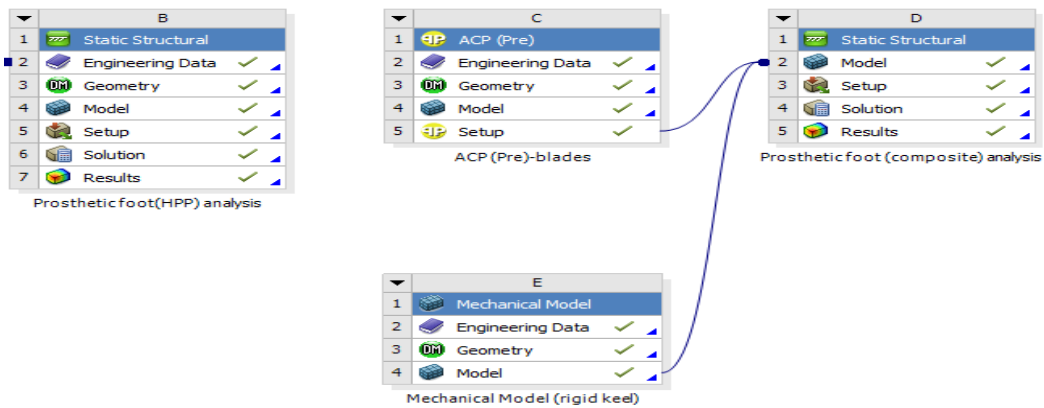 B
1 Static Structural
2 Engineering Data
3 DM Geometry
4 Model
5 Setup
6 Solution
7 Results
Prosthetic foot(HPP) analysis
C
1 ACP (Pre)
2 Engineering Data
3 DM Geometry
4 Model
5 Setup
ACP (Pre)-blades
D
1 Static Structural
2 Model
3 Setup
4 Solution
5 Results
Prosthetic foot (composite) analysis
E
1 Mechanical Model
2 Engineering Data
3 DM Geometry
4 Model
Mechanical Model (rigid keel)